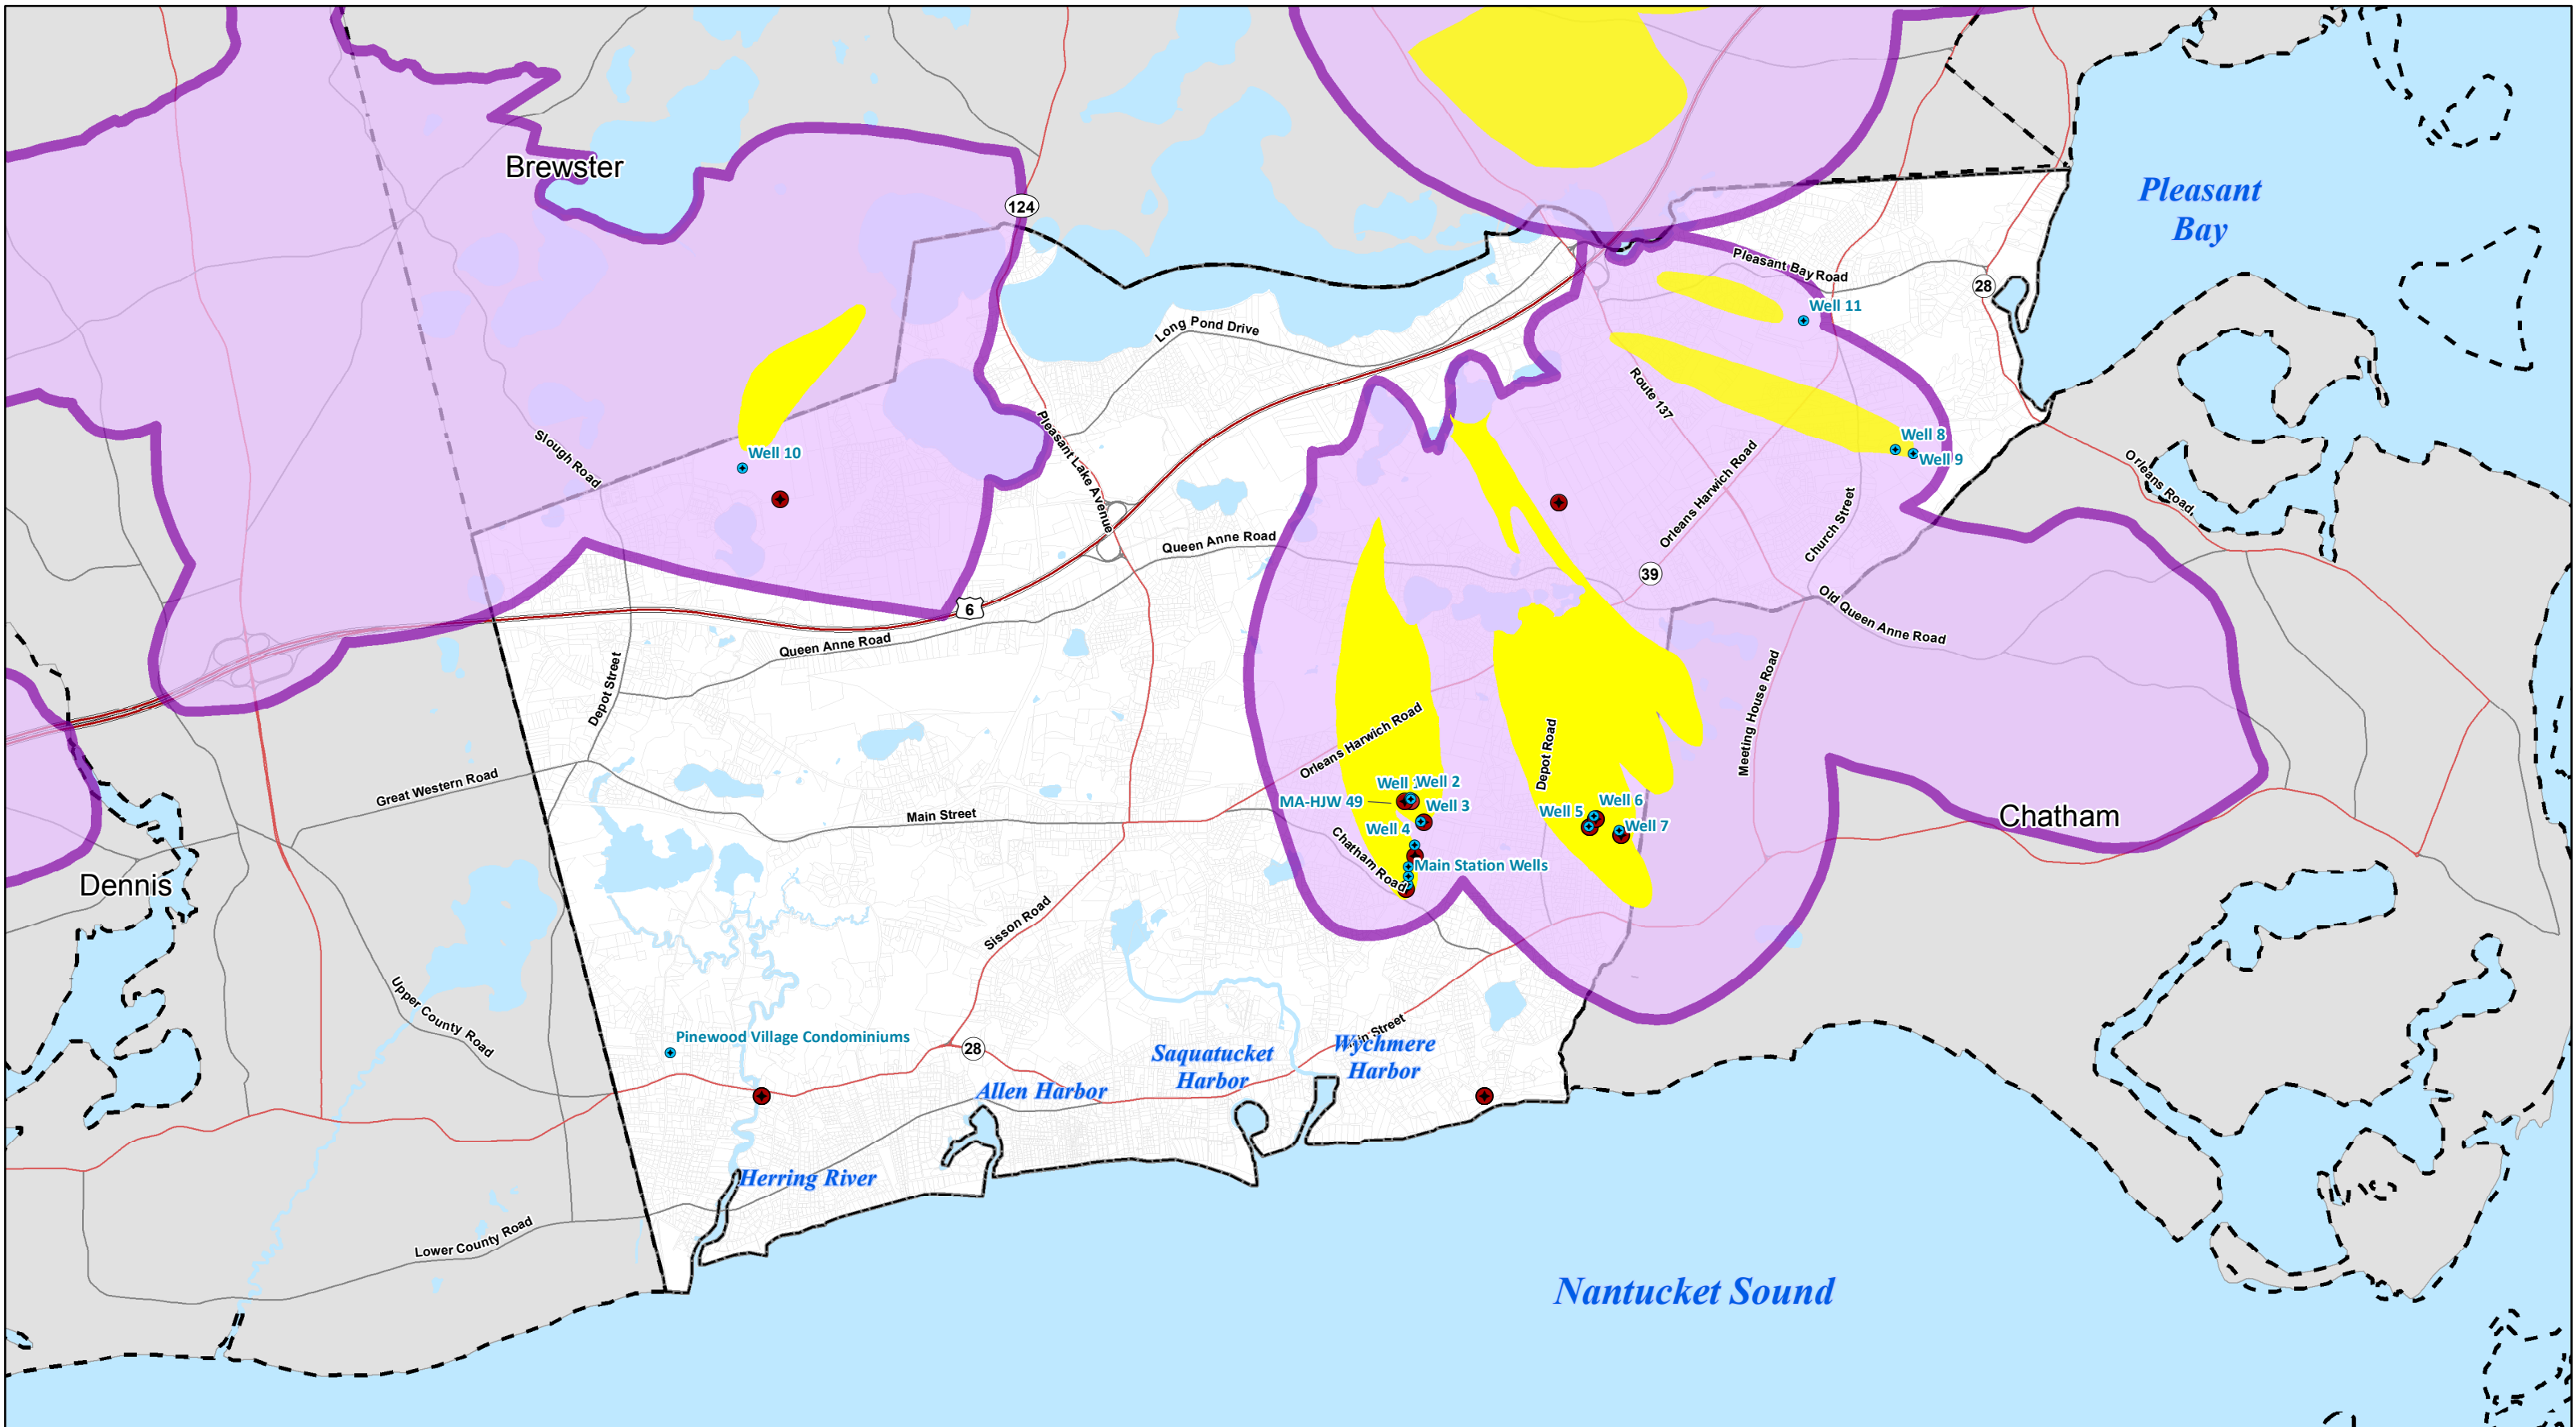 Brewster
124
Pleasant
Bay
Pleasant Bay Road
28
Well 11
Long Pond Drive
Route 137
Pleasant Lake Avenue
Slough Road
Well 10
Well 8
Well 9
Orleans Road
Orleans Harwich Road
Church Street
Queen Anne Road
39
6
Old Queen Anne Road
Queen Anne Road
Depot Street
Meeting House Road
Orleans Harwich Road
Depot Road
Great Western Road
Well
Well 2
MA-HJW 49
Well 3
Well 6
Well 5
Well 7
Well 4
Main Street
Chatham Road
Main Station Wells
Chatham
Dennis
Sisson Road
Upper County Road
Pinewood Village Condominiums
28
Street
Saquatucket
Harbor
Wychmere
Harbor
Allen Harbor
Herring River
Lower County Road
Nantucket Sound